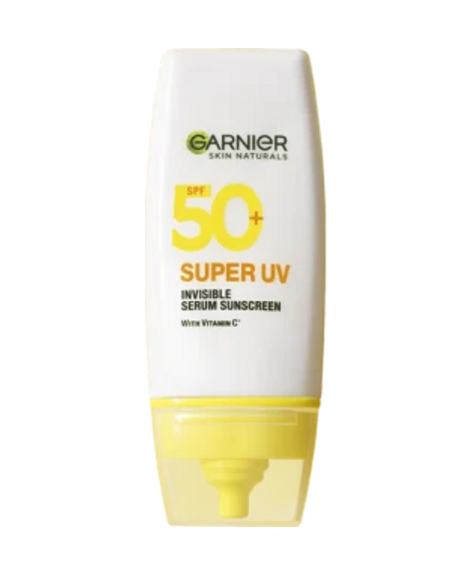 GARNIER
SKIN NATURALS
SPF
50+
SUPER UV
INVISIBLE
SERUM SUNSCREEN
WITH VITAMIN C*